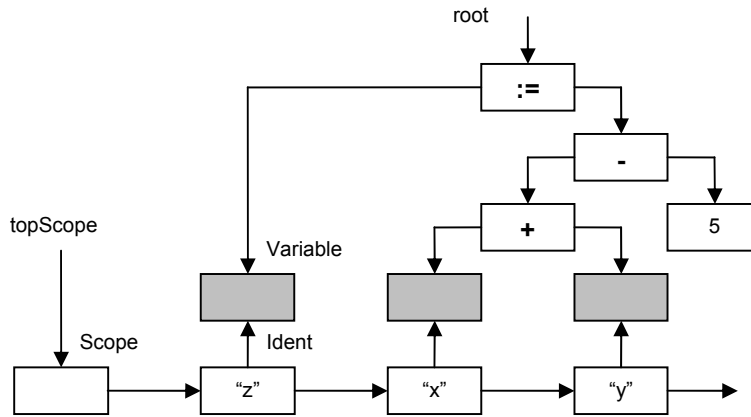 root
:=
-
+
5
topScope
Variable
Scope
Ident
“z”
“x”
“y”